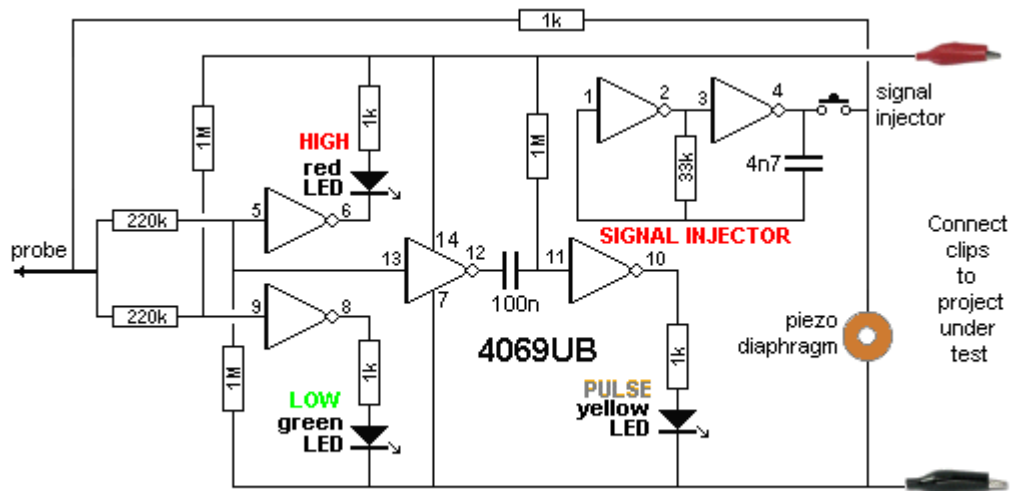 1k
1M
1k
HIGH
red
LED
1M
1
2
3
4
33k
4n7
signal
injector
SIGNAL INJECTOR
220k
5
6
probe
13
14
12
7
100n
11
10
220k
9
8
1M
1k
LOW
green
LED
4069UB
1k
PULSE
yellow
LED
piezo
diaphragm
Connect
clips
to
project
under
test